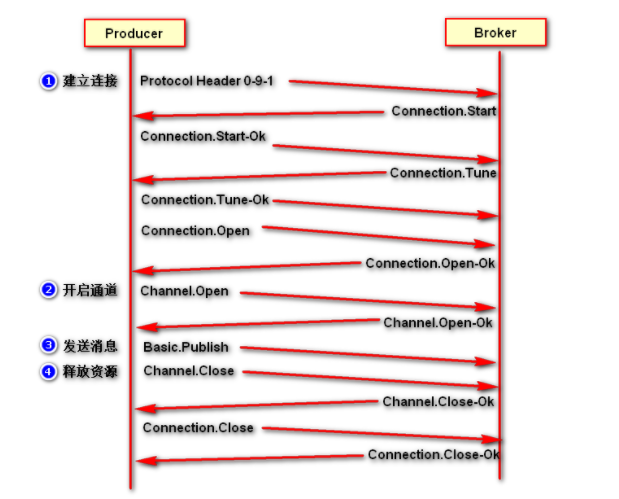 Producer
Broker
1 建立连接
Protocol Header 0-9-1
Connection.Start
Connection.Start-Ok
Connection.Tune
Connection.Tune-Ok
Connection.Open
Connection.Open-Ok
2 开启通道
Channel.Open
Channel.Open-Ok
3 发送消息
Basic.Publish
4 释放资源
Channel.Close
Channel.Close-Ok
Connection.Close
Connection.Close-Ok